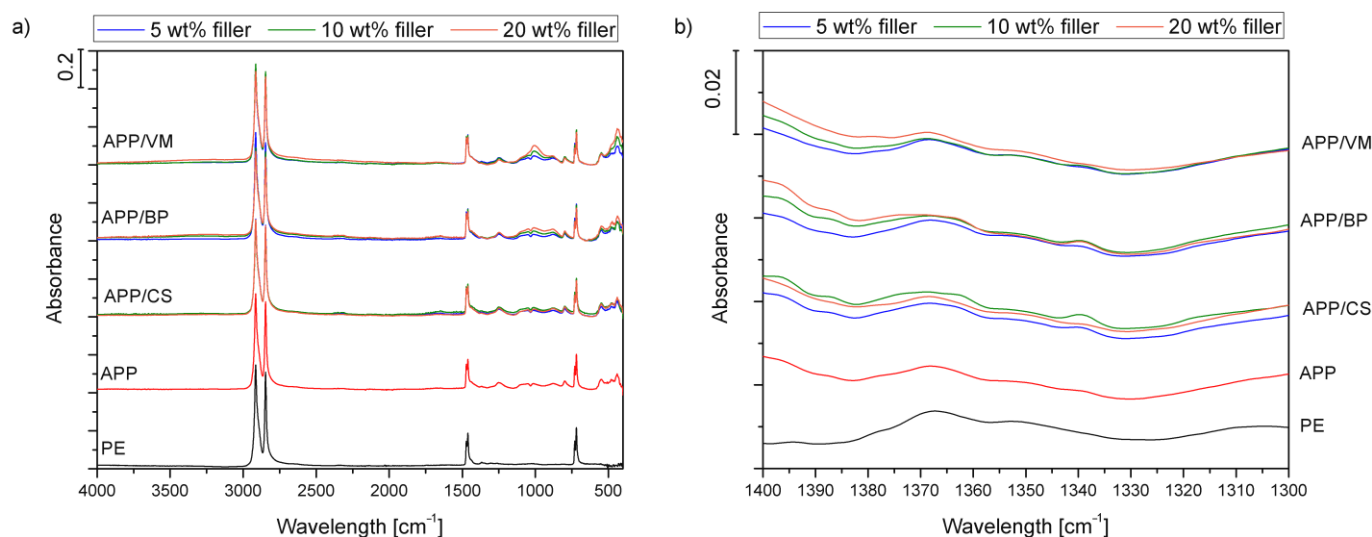 a)
5 wt% filler 10 wt% filler 20 wt% filler
0.2
APP/VM
APP/BP
APP/CS
APP
PE
Absorbance
4000 3500 3000 2500 2000 1500 1000 500
Wavelength [cm⁻¹]
b)
5 wt% filler 10 wt% filler 20 wt% filler
0.02
APP/VM
APP/BP
APP/CS
APP
PE
Absorbance
1400 1390 1380 1370 1360 1350 1340 1330 1320 1310 1300
Wavelength [cm⁻¹]